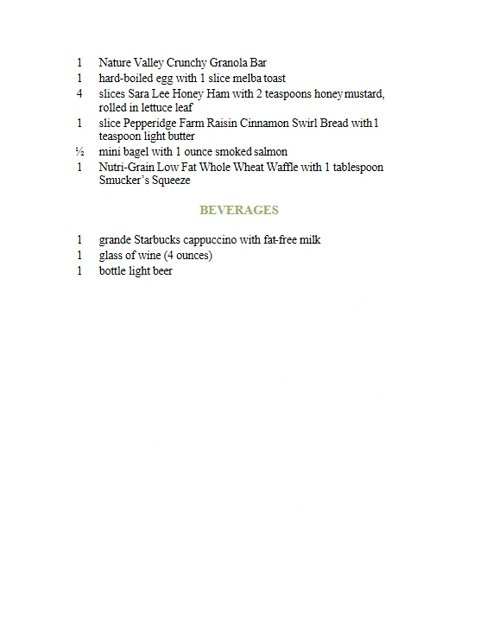 1 Nature Valley Crunchy Granola Bar
1 hard-boiled egg with 1 slice melba toast
4 slices Sara Lee Honey Ham with 2 teaspoons honey mustard,
rolled in lettuce leaf
1 slice Pepperidge Farm Raisin Cinnamon Swirl Bread with 1
teaspoon light butter
½ mini bagel with 1 ounce smoked salmon
1 Nutri-Grain Low Fat Whole Wheat Waffle with 1 tablespoon
Smucker's Squeeze
BEVERAGES
1 grande Starbucks cappuccino with fat-free milk
1 glass of wine (4 ounces)
1 bottle light beer